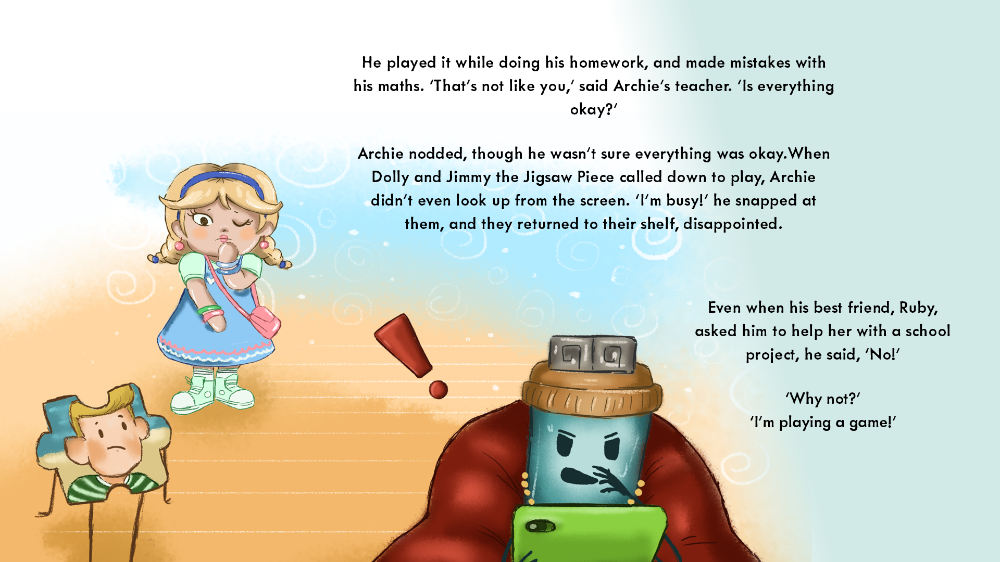 He played it while doing his homework, and made mistakes with
his maths. ‘That‘s not like you,‘ said Archie‘s teacher. ‘Is everything
okay?‘
Archie nodded, though he wasn‘t sure everything was okay.When
Dolly and Jimmy the Jigsaw Piece called down to play, Archie
didn‘t even look up from the screen. ‘I‘m busy!‘ he snapped at
them, and they returned to their shelf, disappointed.
Even when his best friend, Ruby,
asked him to help her with a school
project, he said, ‘No!‘
‘Why not?‘
‘I‘m playing a game!‘